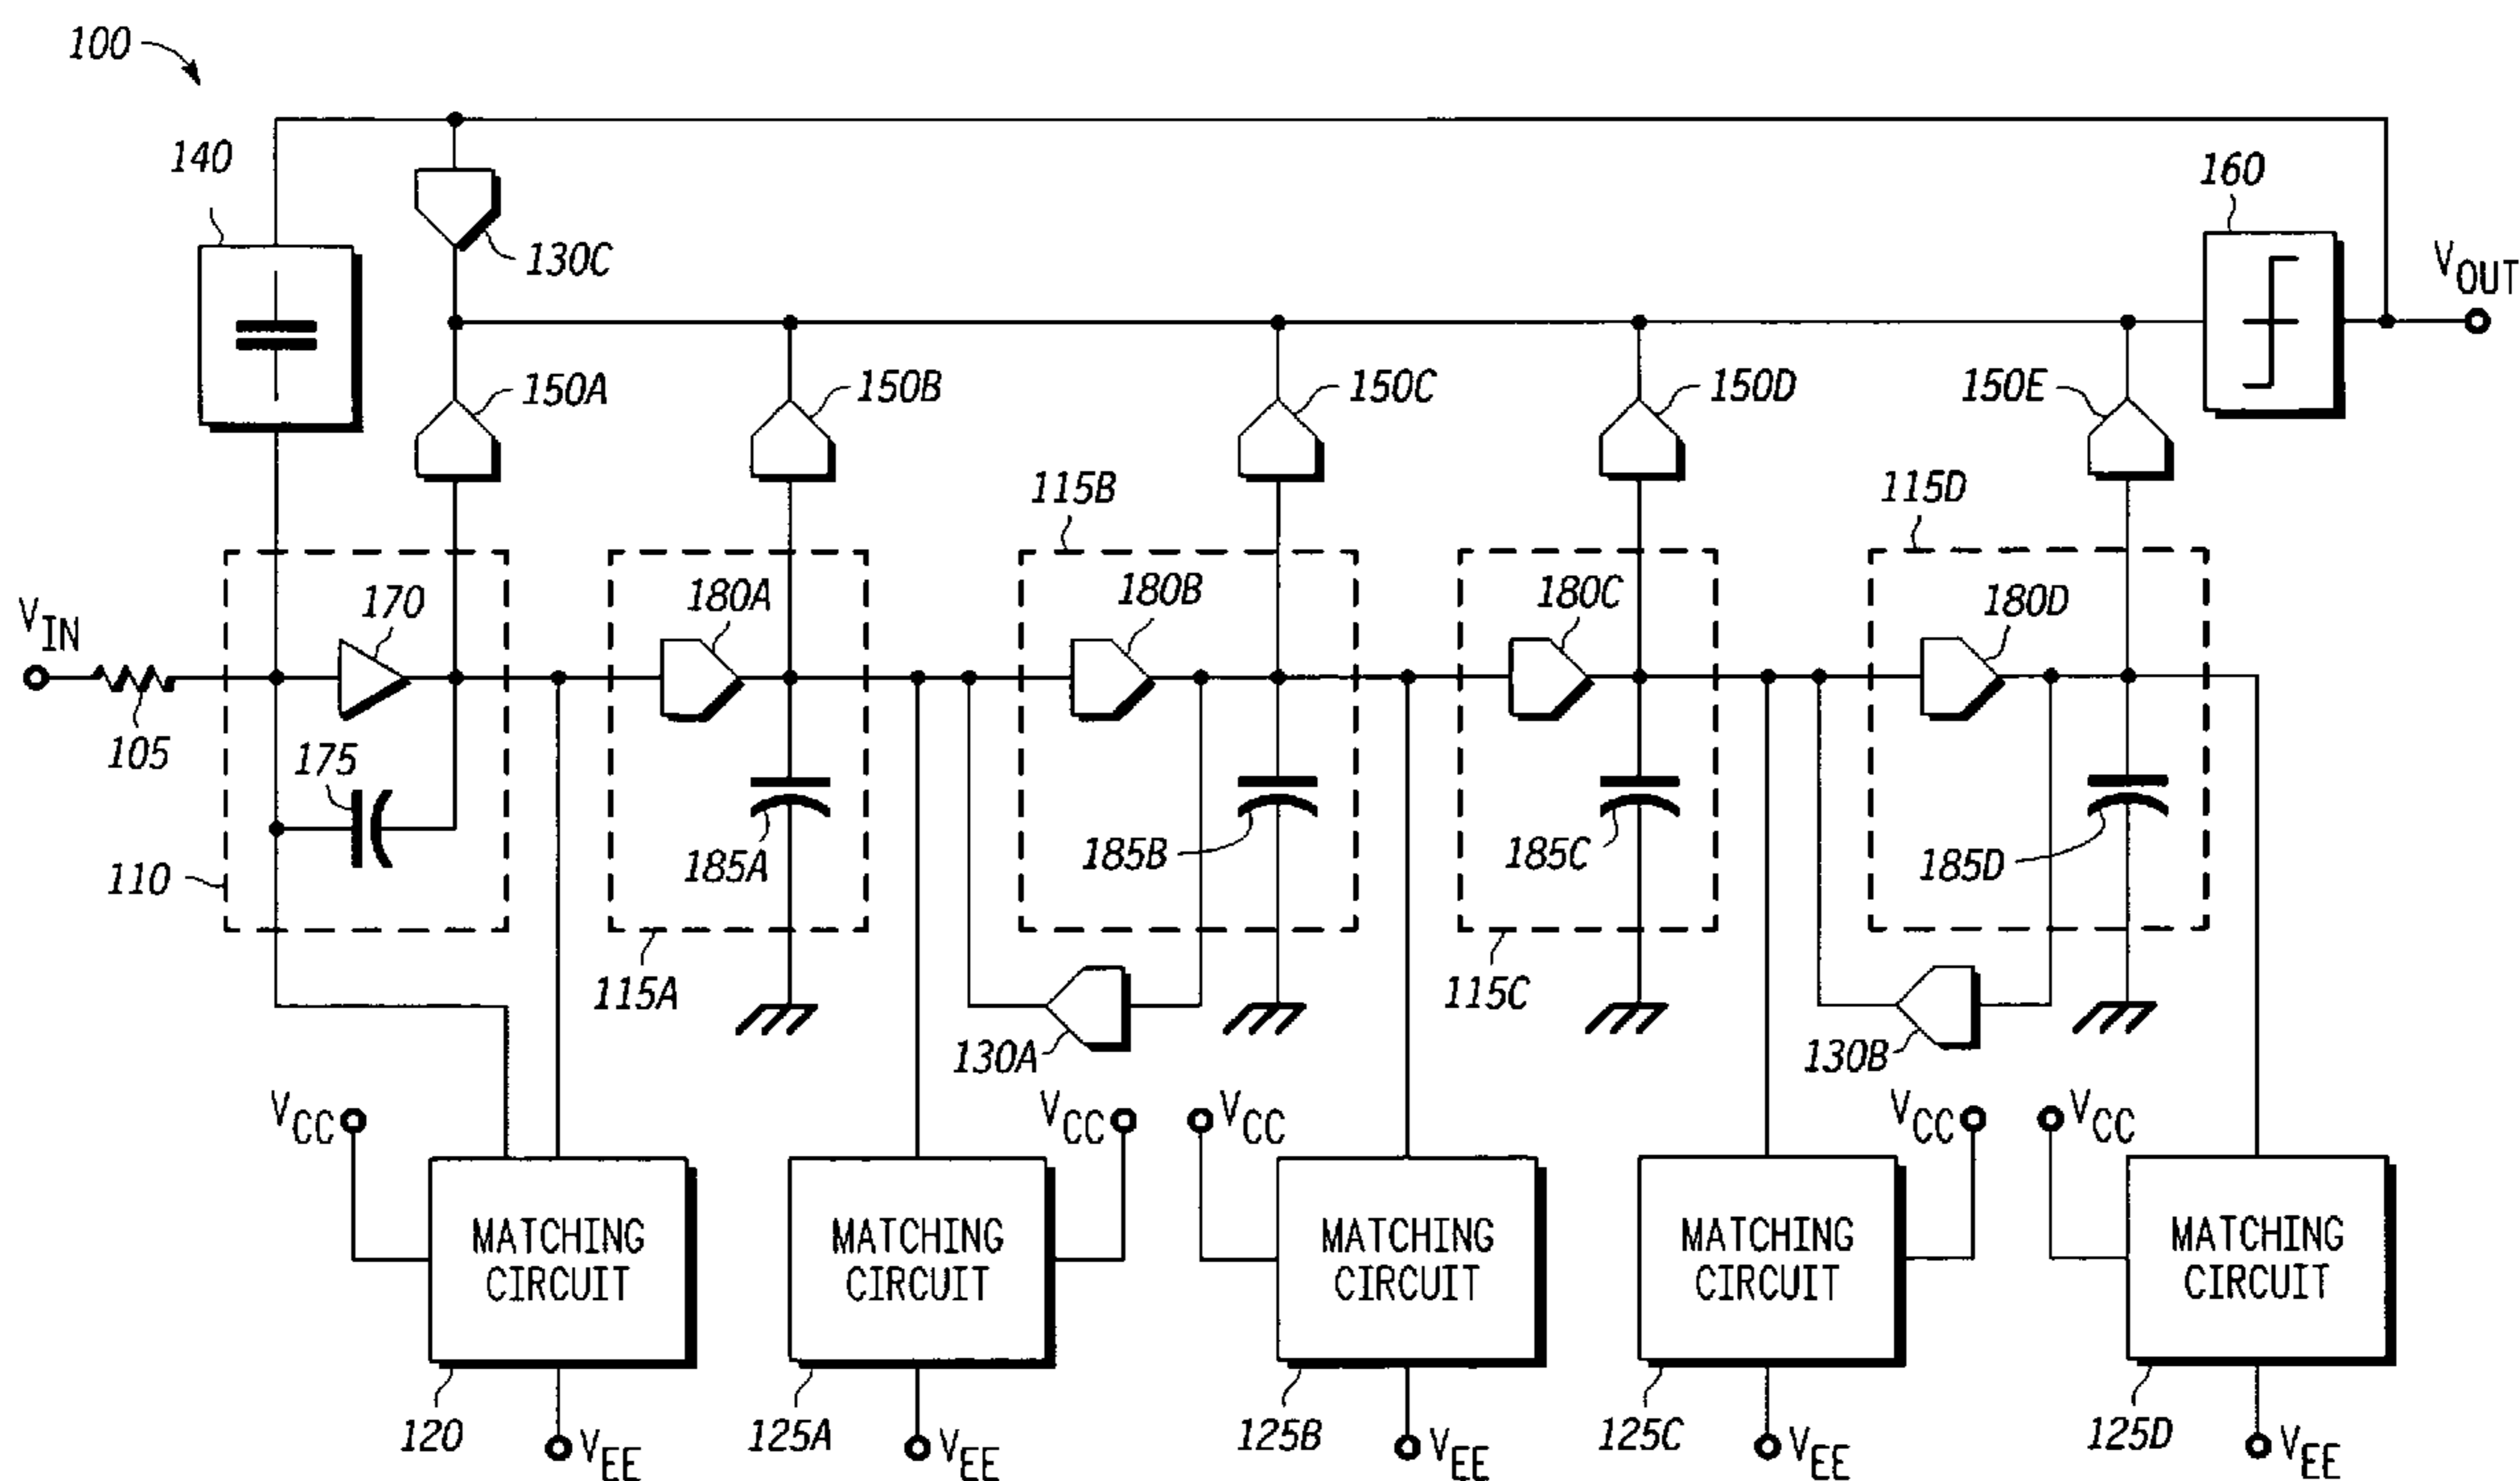 100
140
160
130C
VOUT
150A
150B
150C
150D
150E
115B
115D
VIN
170
180A
180B
180C
180D
105
175
110
185A
185B
185C
185D
115A
115C
130A
130B
VCC
VCC
VCC
VCC
VCC
MATCHING
CIRCUIT
MATCHING
CIRCUIT
MATCHING
CIRCUIT
MATCHING
CIRCUIT
MATCHING
CIRCUIT
120
125A
125B
125C
125D
VEE
VEE
VEE
VEE
VEE